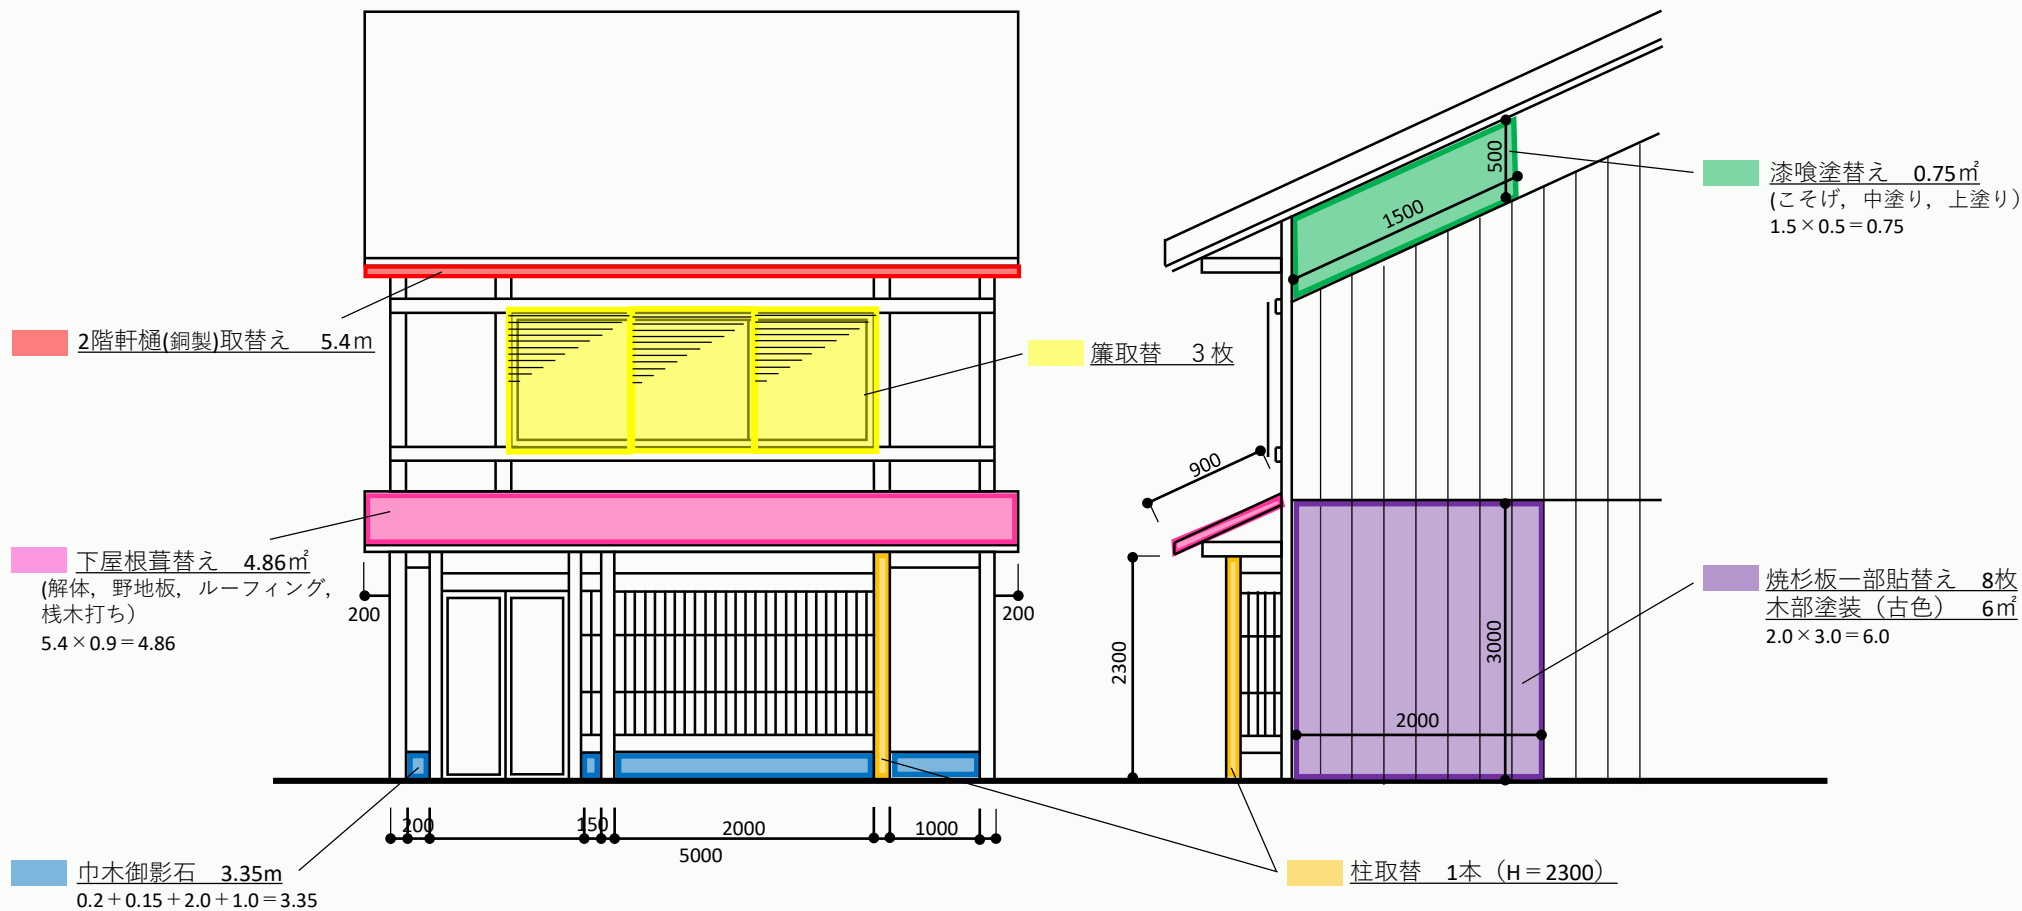 500
1500
漆喰塗替え 0.75㎡
(こそげ，中塗り，上塗り)
1.5×0.5＝0.75
2階軒樋(銅製)取替え 5.4m
簾取替 3枚
900
下屋根葺替え 4.86㎡
(解体，野地板，ルーフィング，
桟木打ち)
5.4×0.9＝4.86
200
200
2300
3000
2000
焼杉板一部貼替え 8枚
木部塗装（古色） 6㎡
2.0×3.0＝6.0
200
150
2000
1000
5000
巾木御影石 3.35m
0.2＋0.15＋2.0＋1.0＝3.35
柱取替 1本（H＝2300）